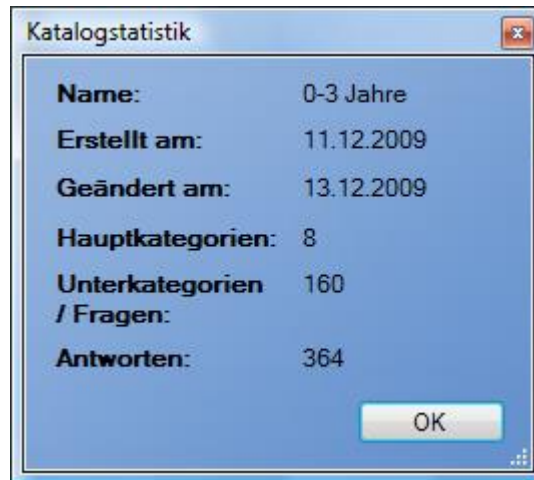 Katalogstatistik
Name: 0-3 Jahre
Erstellt am: 11.12.2009
Geändert am: 13.12.2009
Hauptkategorien: 8
Unterkategorien 160
/ Fragen:
Antworten: 364
OK